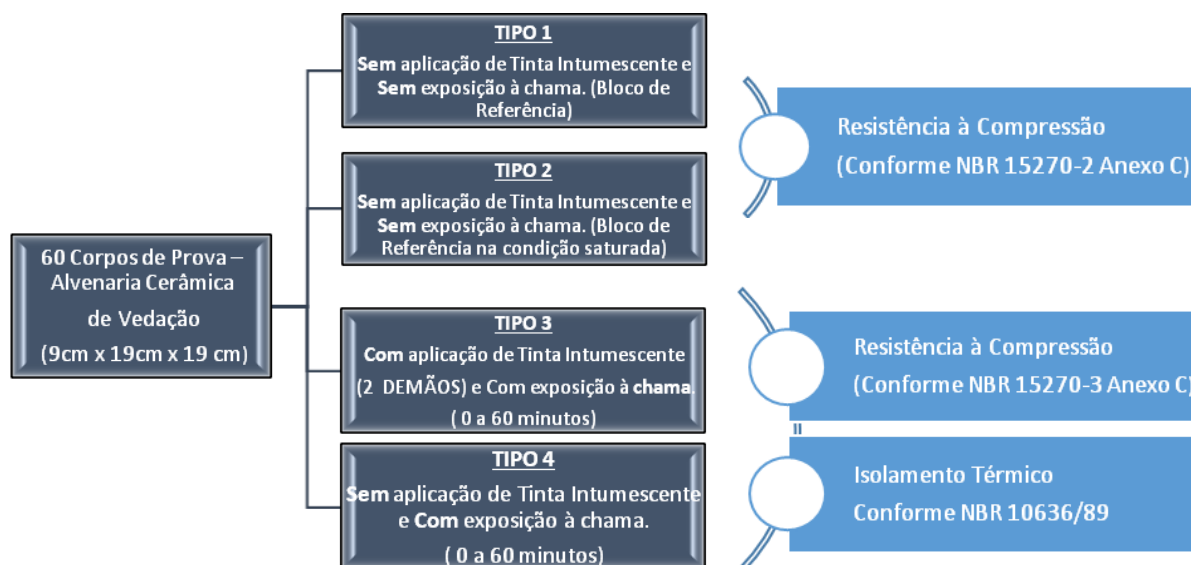 60 Corpos de Prova –
Alvenaria Cerâmica
de Vedação
(9cm x 19cm x 19 cm)
TIPO 1
Sem aplicação de Tinta Intumescente e
Sem exposição à chama. (Bloco de
Referência)
TIPO 2
Sem aplicação de Tinta Intumescente e
Sem exposição à chama. (Bloco de
Referência na condição saturada)
TIPO 3
Com aplicação de Tinta Intumescente
(2 DEMÃOS) e Com exposição à chama.
( 0 a 60 minutos)
TIPO 4
Sem aplicação de Tinta Intumescente
e Com exposição à chama.
( 0 a 60 minutos)
Resistência à Compressão
(Conforme NBR 15270-2 Anexo C)
Resistência à Compressão
(Conforme NBR 15270-3 Anexo C)
Isolamento Térmico
Conforme NBR 10636/89